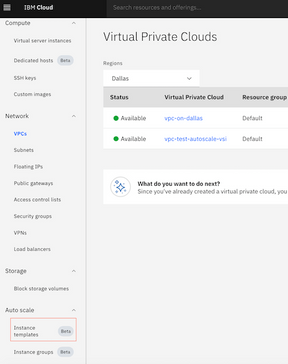 IBM Cloud
Search resources and offerings...
Compute
Virtual server instances
Dedicated hosts Beta
SSH keys
Custom images
Network
VPCs
Subnets
Floating IPs
Public gateways
Access control lists
Security groups
VPNs
Load balancers
Storage
Block storage volumes
Auto scale
Instance
templates Beta
Instance groups Beta
Virtual Private Clouds
Regions
Dallas
Status Virtual Private Cloud Resource group
Available vpc-on-dallas Default
Available vpc-test-autoscale-vsi Default
What do you want to do next?
Since you've already created a virtual private cloud, you